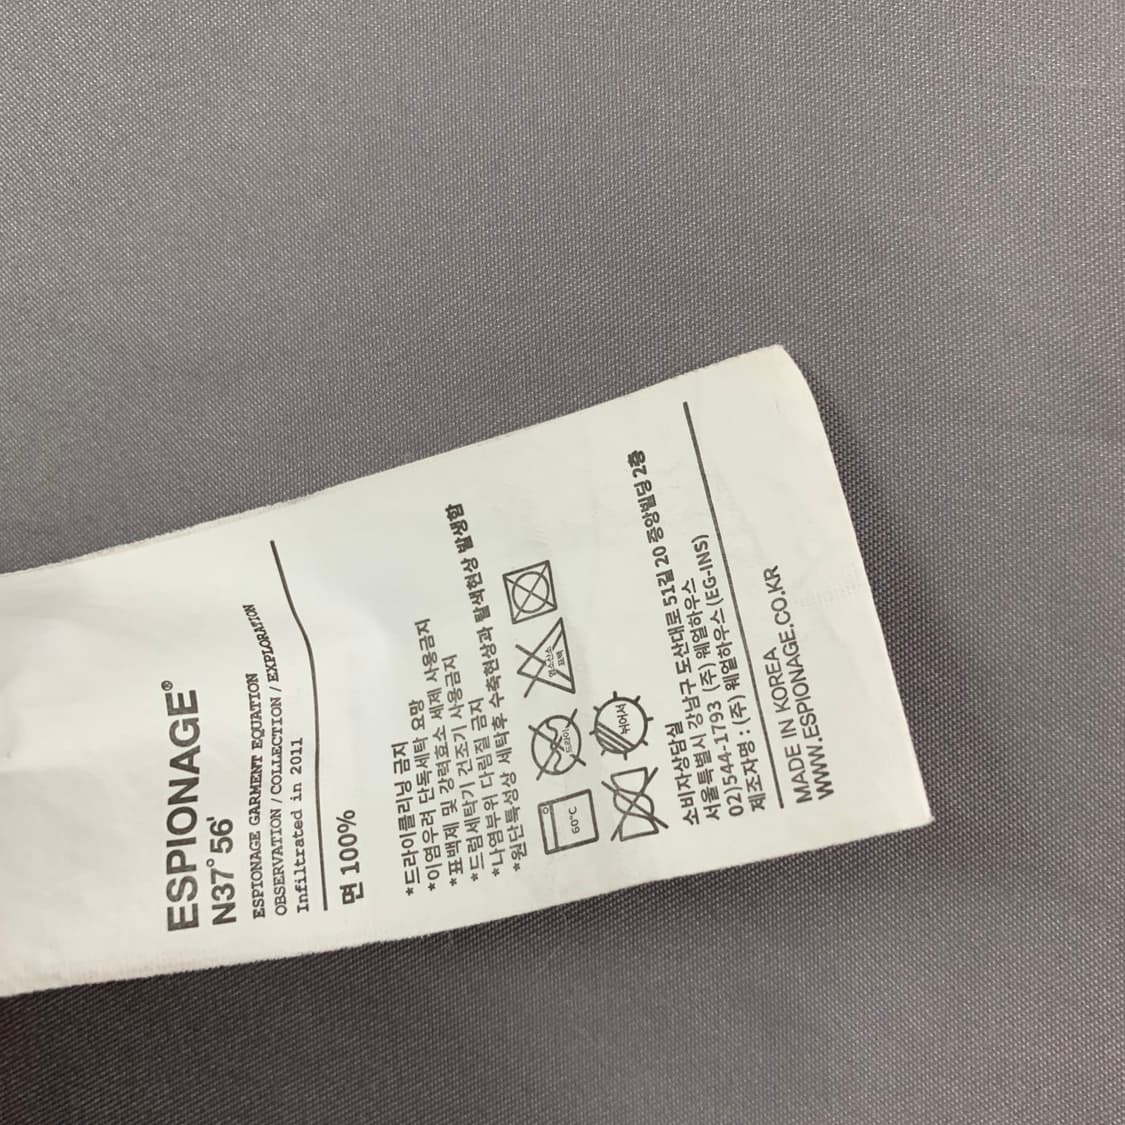 ESPIONAGE®
N37° 56'
ESPIONAGE GARMENT EQUATION
OBSERVATION / COLLECTION / EXPLORATION
Infiltrated in 2011
면 100%
*드라이클리닝 금지
*이염우려 단독세탁 요망
*표백제 및 강력효소 세제 사용금지
*드럼세탁기 건조기 사용금지
*나염부위 다림질 금지
*원단특성상 세탁후 수축현상과 탈색현상 발생함
60°C
드라이
염소산소
표백
뉘어서
소비자상담실
서울특별시 강남구 도산대로 51길 20 중앙빌딩 2층
02)544-1793 (주) 웨얼하우스
제조자명 : (주) 웨얼하우스(EG-INS)
MADE IN KOREA
WWW.ESPIONAGE.CO.KR